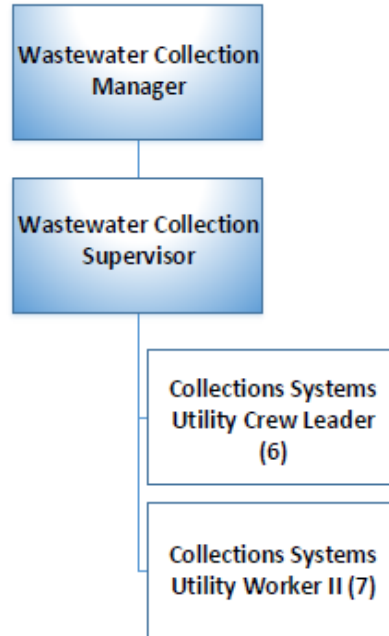 Wastewater Collection
Manager
Wastewater Collection
Supervisor
Collections Systems
Utility Crew Leader
(6)
Collections Systems
Utility Worker II (7)